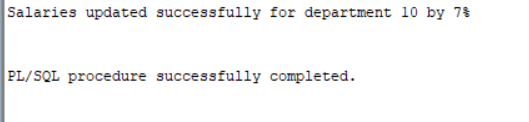 Salaries updated successfully for department 10 by 7%
PL/SQL procedure successfully completed.